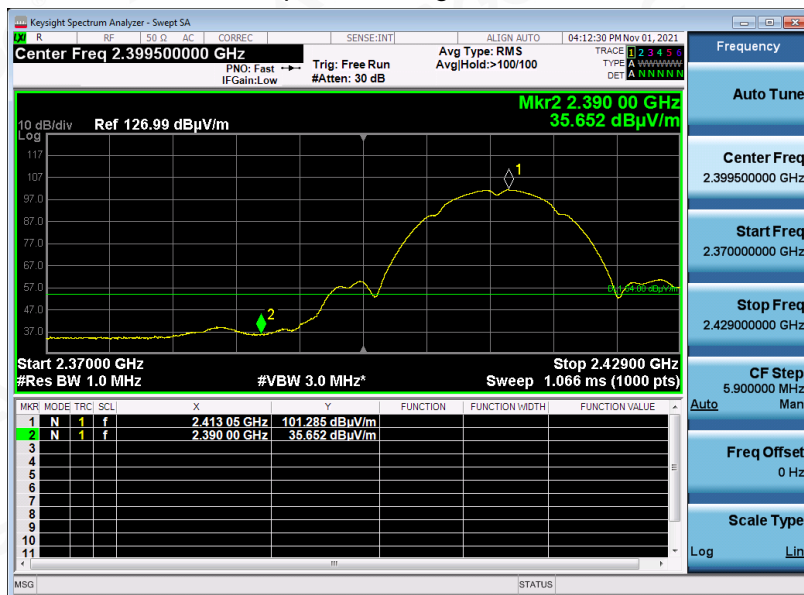 Keysight Spectrum Analyzer - Swept SA
LXI R RF 50 Ω AC CORREC SENSE:INT ALIGN AUTO 04:12:30 PM Nov 01, 2021
Center Freq 2.399500000 GHz
PNO: Fast
IFGain:Low
Trig: Free Run
#Atten: 30 dB
Avg Type: RMS
Avg|Hold:>100/100
TRACE 1 2 3 4 5 6
TYPE A WWWWW
DET A N N N N N
Mkr2 2.390 00 GHz
35.652 dBµV/m
10 dB/div Ref 126.99 dBµV/m
Log
117
107
97.0
87.0
77.0
67.0
57.0
47.0
37.0
1
2
Start 2.37000 GHz Stop 2.42900 GHz
#Res BW 1.0 MHz #VBW 3.0 MHz* Sweep 1.066 ms (1000 pts)
MKR MODE TRC SCL X Y FUNCTION FUNCTION WIDTH FUNCTION VALUE
1 N 1 f 2.413 05 GHz 101.285 dBµV/m
2 N 1 f 2.390 00 GHz 35.652 dBµV/m
3
4
5
6
7
8
9
10
11
MSG STATUS
Frequency
Auto Tune
Center Freq
2.399500000 GHz
Start Freq
2.370000000 GHz
Stop Freq
2.429000000 GHz
CF Step
5.900000 MHz
Auto Man
Freq Offset
0 Hz
Scale Type
Log Lin